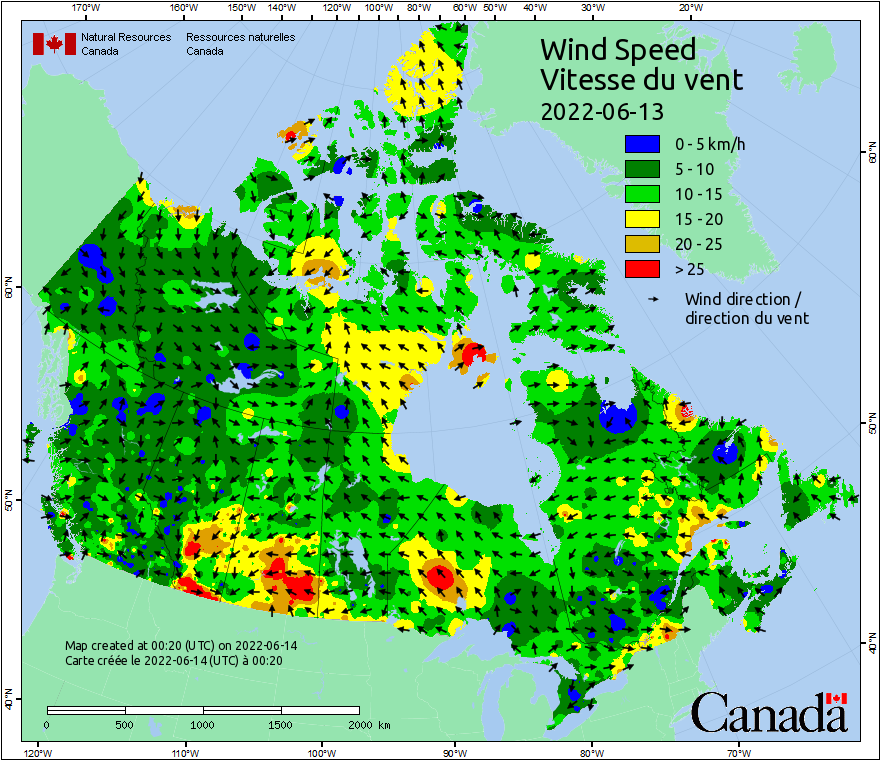 170°W 160°W 150°W 140°W 120°W 100°W 80°W 60°W 50°W 40°W 30°W 20°W
Natural Resources Ressources naturelles
Canada Canada
Wind Speed
Vitesse du vent
2022-06-13
0 - 5 km/h
5 - 10
10 - 15
15 - 20
20 - 25
> 25
Wind direction /
direction du vent
60°N
60°N
50°N
50°N
40°N
40°N
Map created at 00:20 (UTC) on 2022-06-14
Carte créée le 2022-06-14 (UTC) à 00:20
0 500 1000 1500 2000 km
Canada
120°W 110°W 100°W 90°W 80°W 70°W